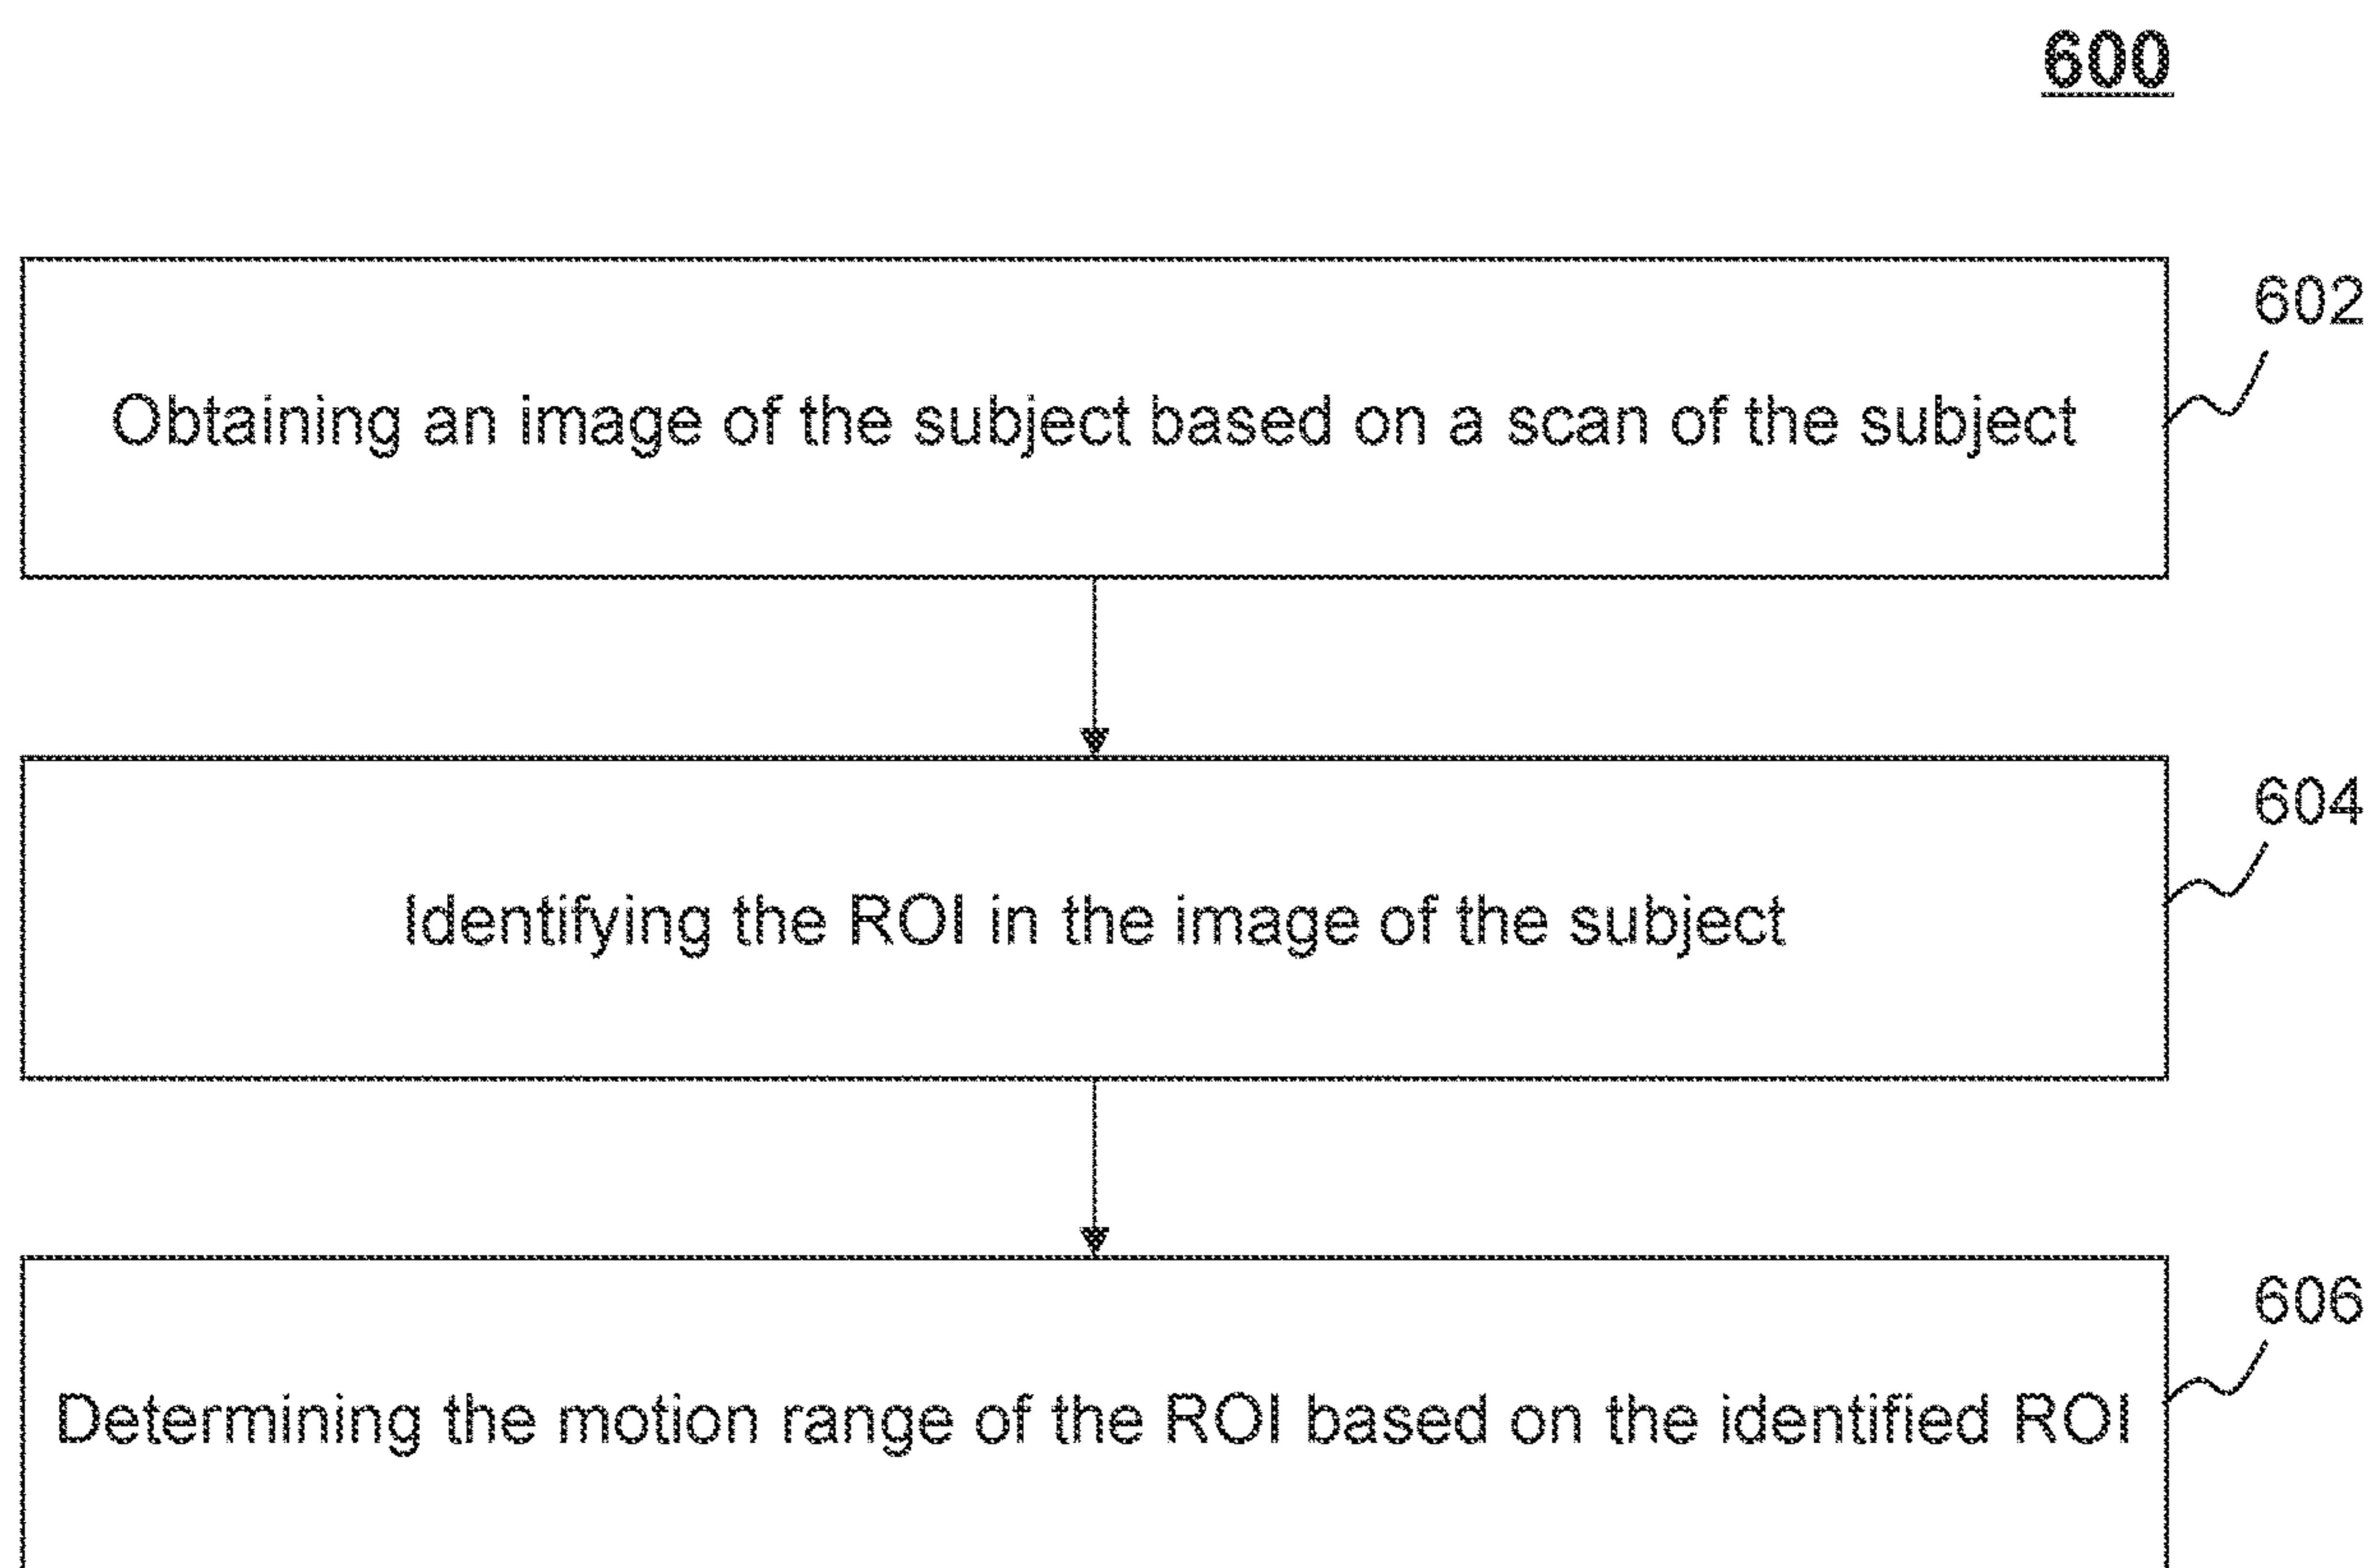 600
602
Obtaining an image of the subject based on a scan of the subject
604
Identifying the ROI in the image of the subject
606
Determining the motion range of the ROI based on the identified ROI